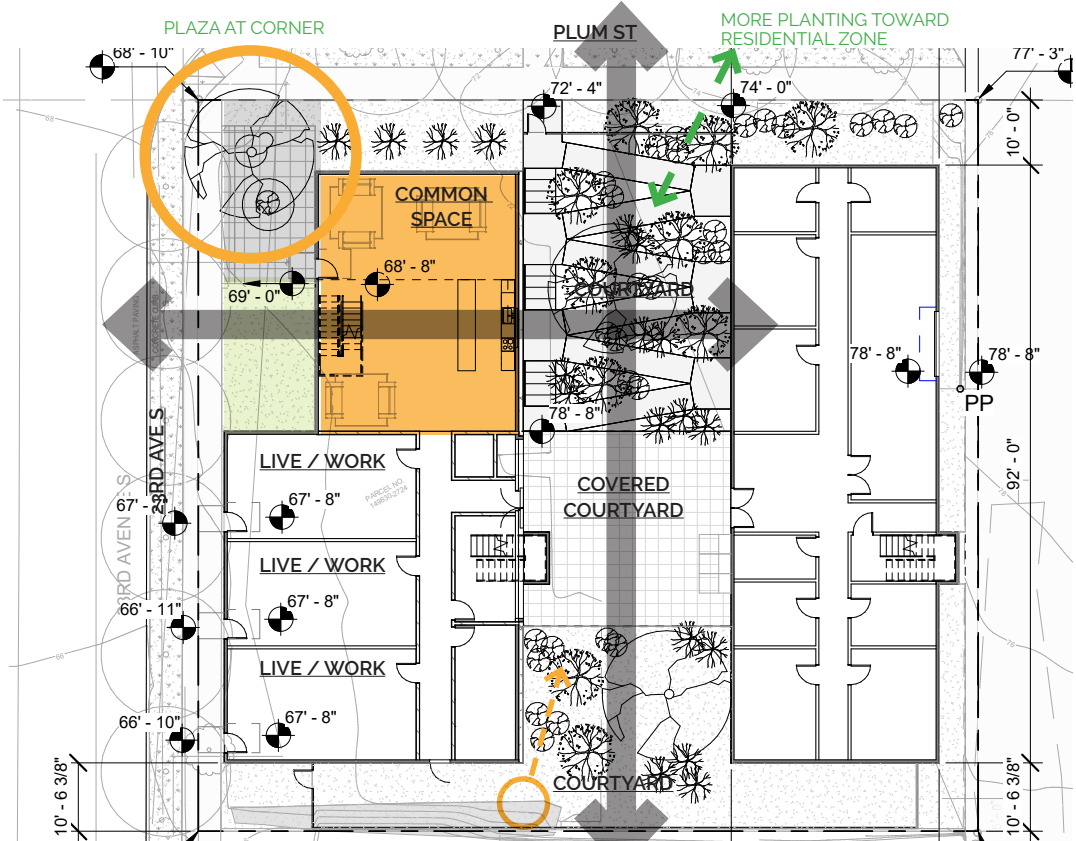 PLAZA AT CORNER
PLUM ST
MORE PLANTING TOWARD
RESIDENTIAL ZONE
68' - 10"
77' - 3"
72' - 4"
74' - 0"
10' - 0"
COMMON
SPACE
68' - 8"
69' - 0"
COURTYARD
78' - 8"
78' - 8"
PP
78' - 8"
23RD AVE S
92' - 0"
LIVE / WORK
PARCEL NO.
COVERED
COURTYARD
67' - 8"
LIVE / WORK
67' - 8"
66' - 11"
LIVE / WORK
67' - 8"
66' - 10"
COURTYARD
10' - 6 3/8"
10' - 6 3/8"